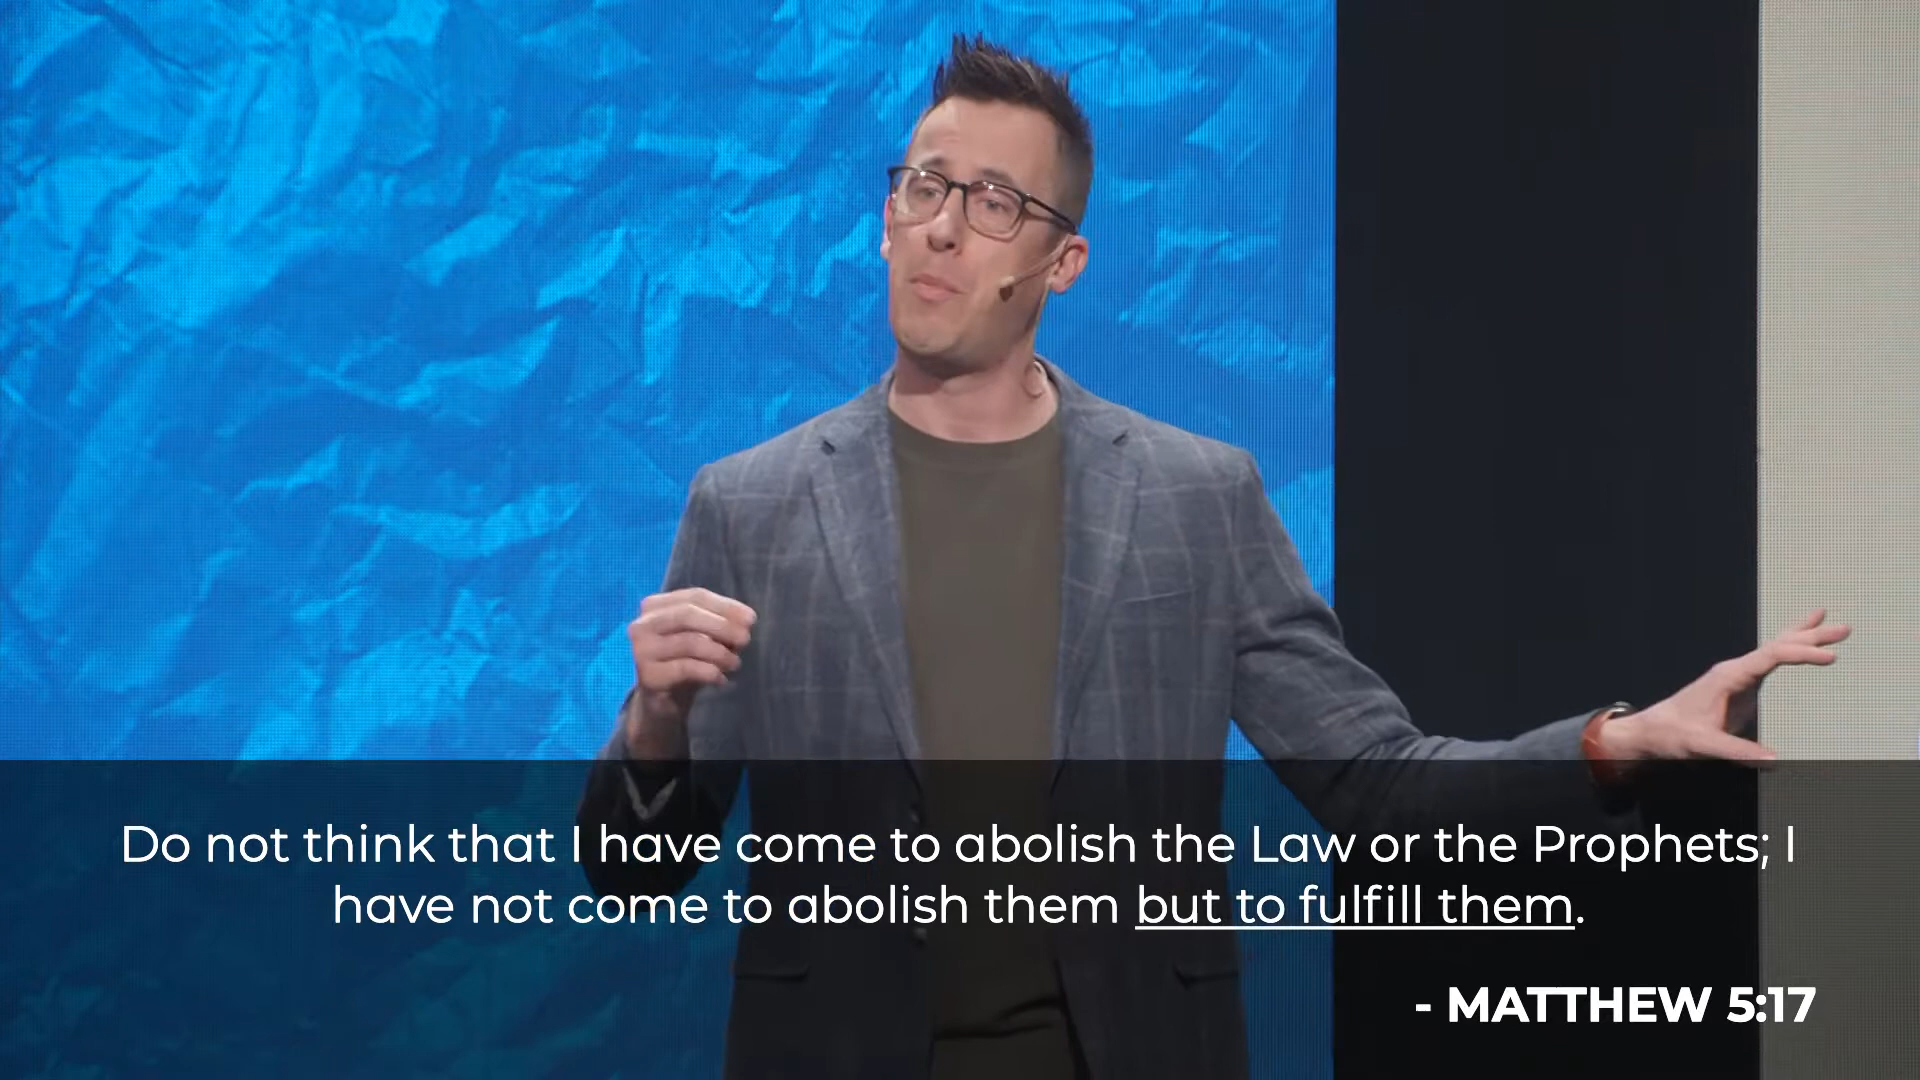 Do not think that I have come to abolish the Law or the Prophets; I
have not come to abolish them but to fulfill them.
- MATTHEW 5:17